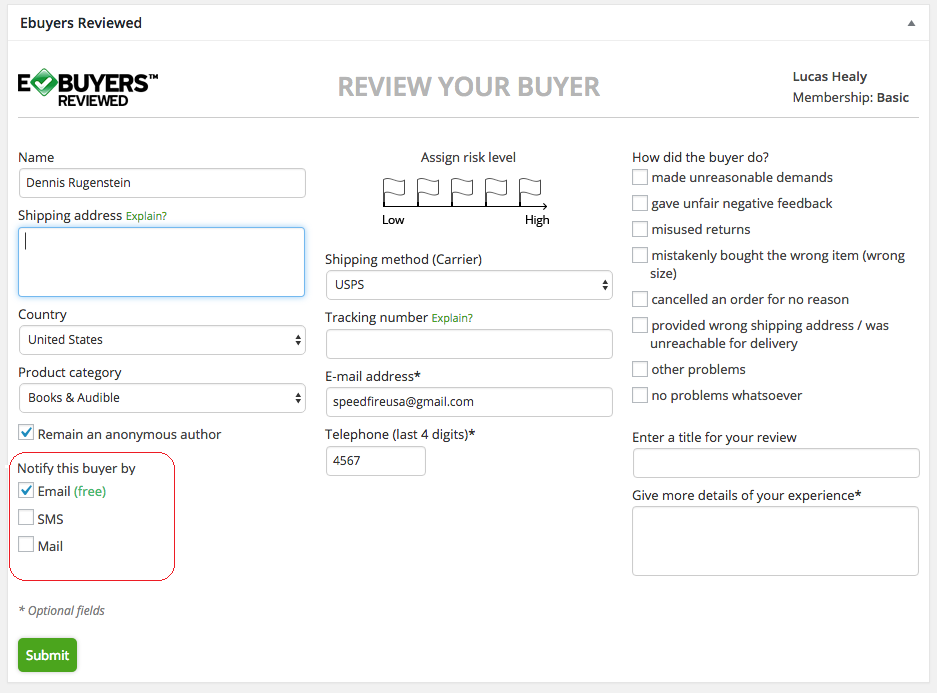 Ebuyers Reviewed
E BUYERS™
REVIEWED
REVIEW YOUR BUYER
Lucas Healy
Membership: Basic
Name
Dennis Rugenstein
Shipping address Explain?
Country
United States
Product category
Books & Audible
Remain an anonymous author
Notify this buyer by
Email (free)
SMS
Mail
* Optional fields
Submit
Assign risk level
Low High
Shipping method (Carrier)
USPS
Tracking number Explain?
E-mail address*
speedfireusa@gmail.com
Telephone (last 4 digits)*
4567
How did the buyer do?
made unreasonable demands
gave unfair negative feedback
misused returns
mistakenly bought the wrong item (wrong
size)
cancelled an order for no reason
provided wrong shipping address / was
unreachable for delivery
other problems
no problems whatsoever
Enter a title for your review
Give more details of your experience*